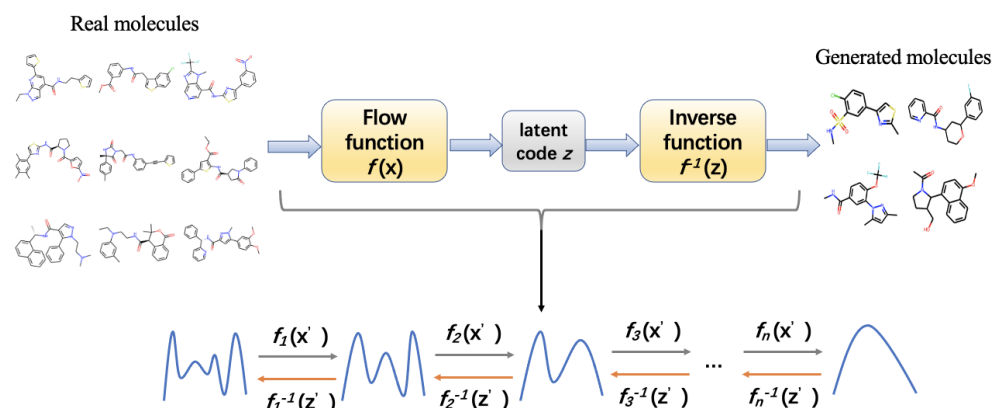 Real molecules
Generated molecules
Flow
function
f(x)
latent
code z
Inverse
function
f⁻¹(z)
f₁(x')
f₂(x')
f₃(x')
fₙ(x')
...
f₁⁻¹(z')
f₂⁻¹(z')
f₃⁻¹(z')
fₙ⁻¹(z')